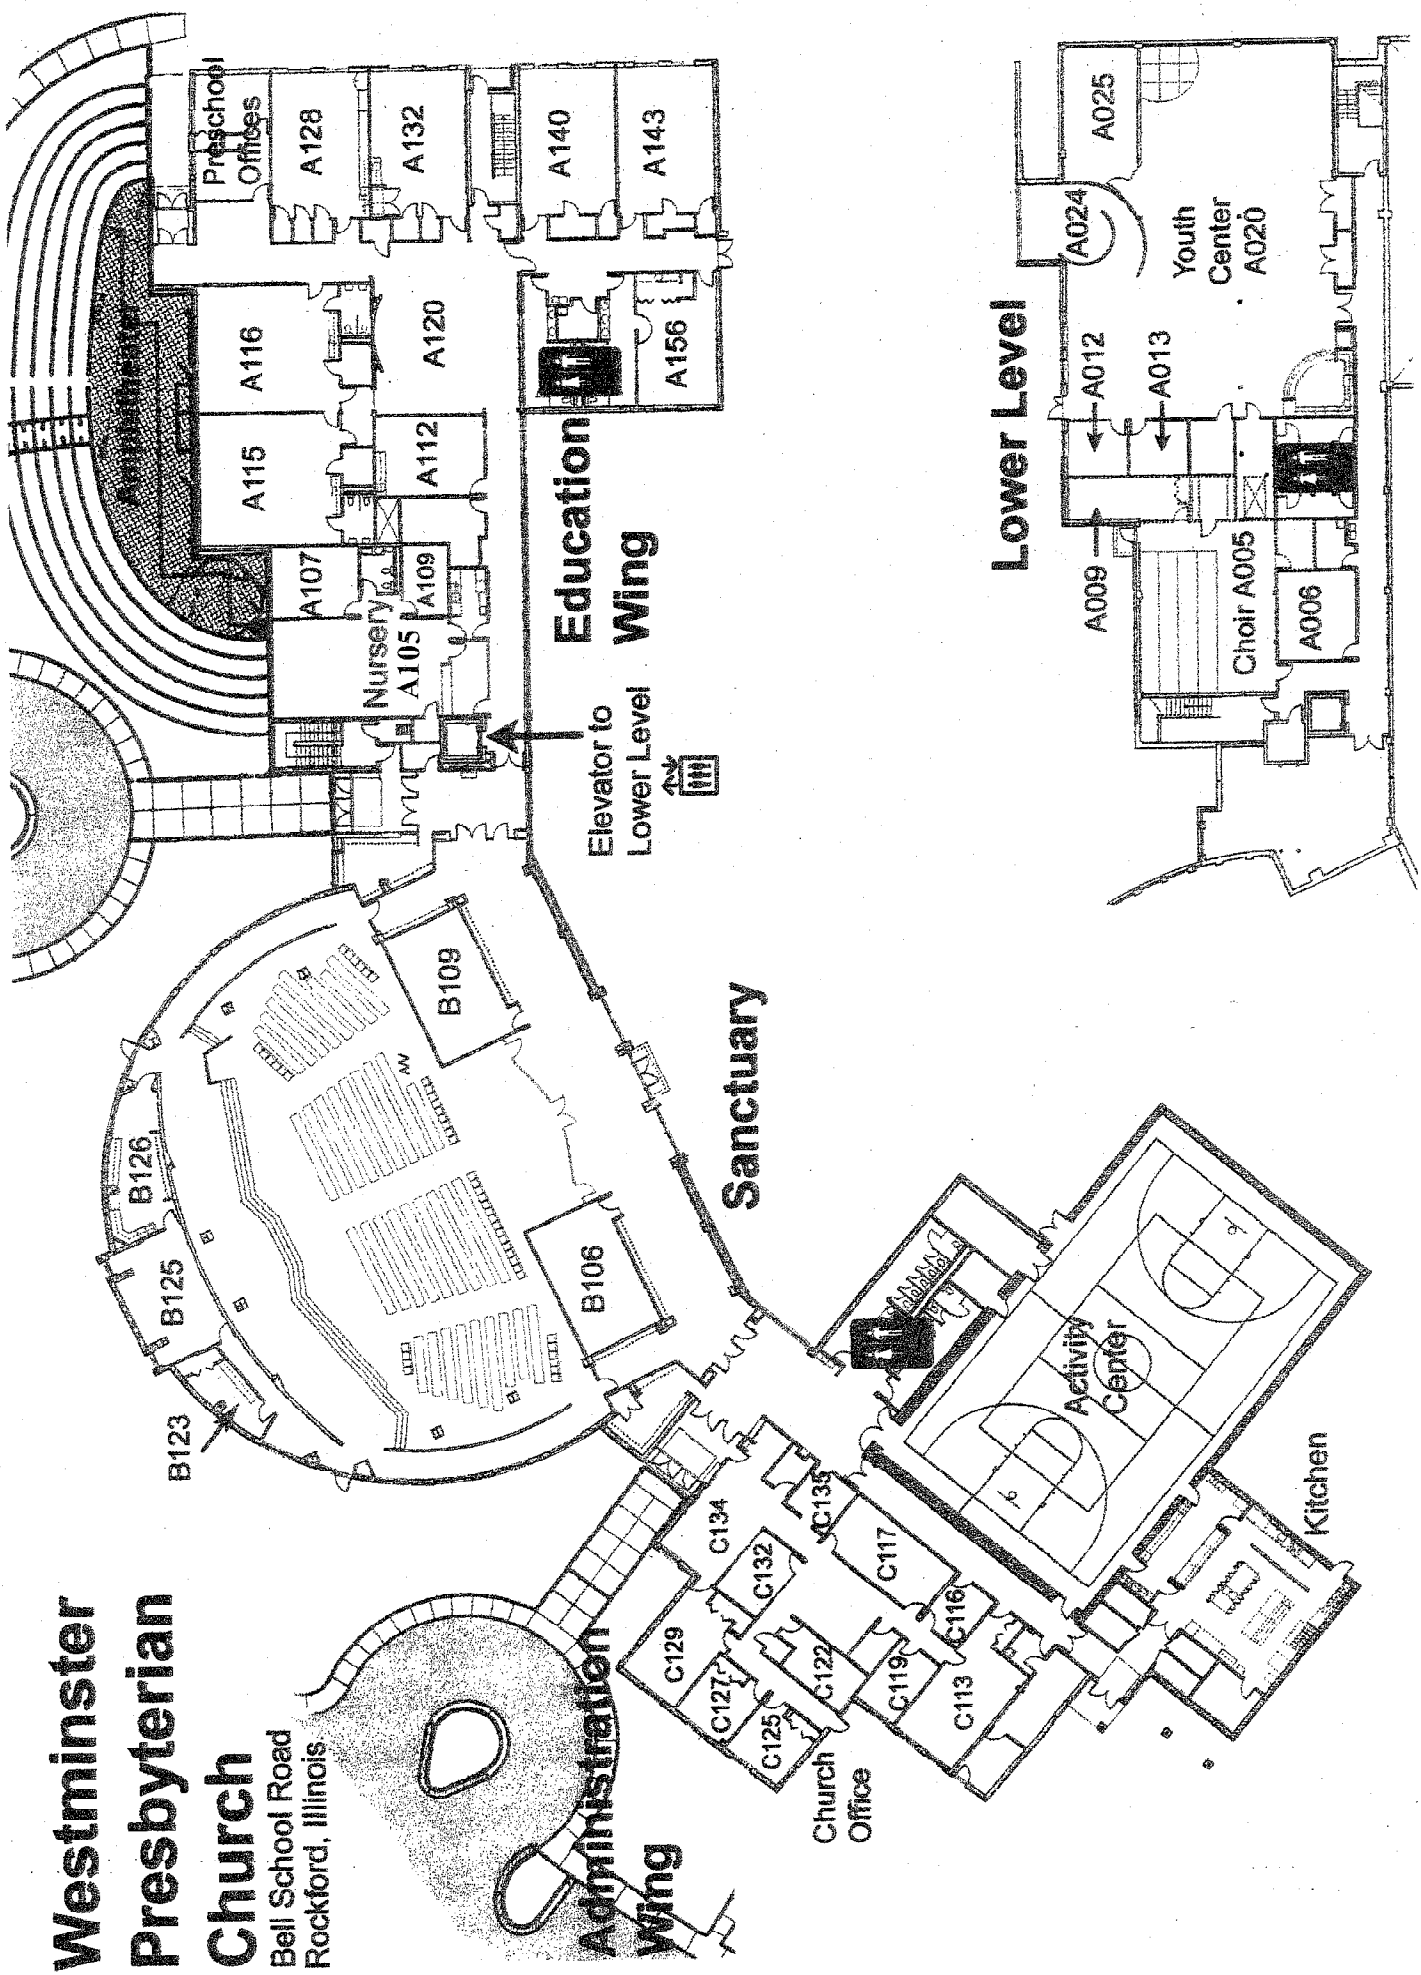 Westminster
Presbyterian
Church
Bell School Road
Rockford, Illinois
Administration
Wing
Church
Office
C125
C127
C129
C122
C119
C113
C116
C117
C132
C134
C135
Kitchen
Activity
Center
Sanctuary
B123
B125
B126
B106
B109
AV
Elevator to
Lower Level
Education
Wing
Nursery
A105
A107
A109
A112
A115
A116
A120
Amphitheater
Preschool
Offices
A128
A132
A140
A143
A156
Lower Level
A009
Choir A005
A006
A012
A013
Youth
Center
A020
A024
A025